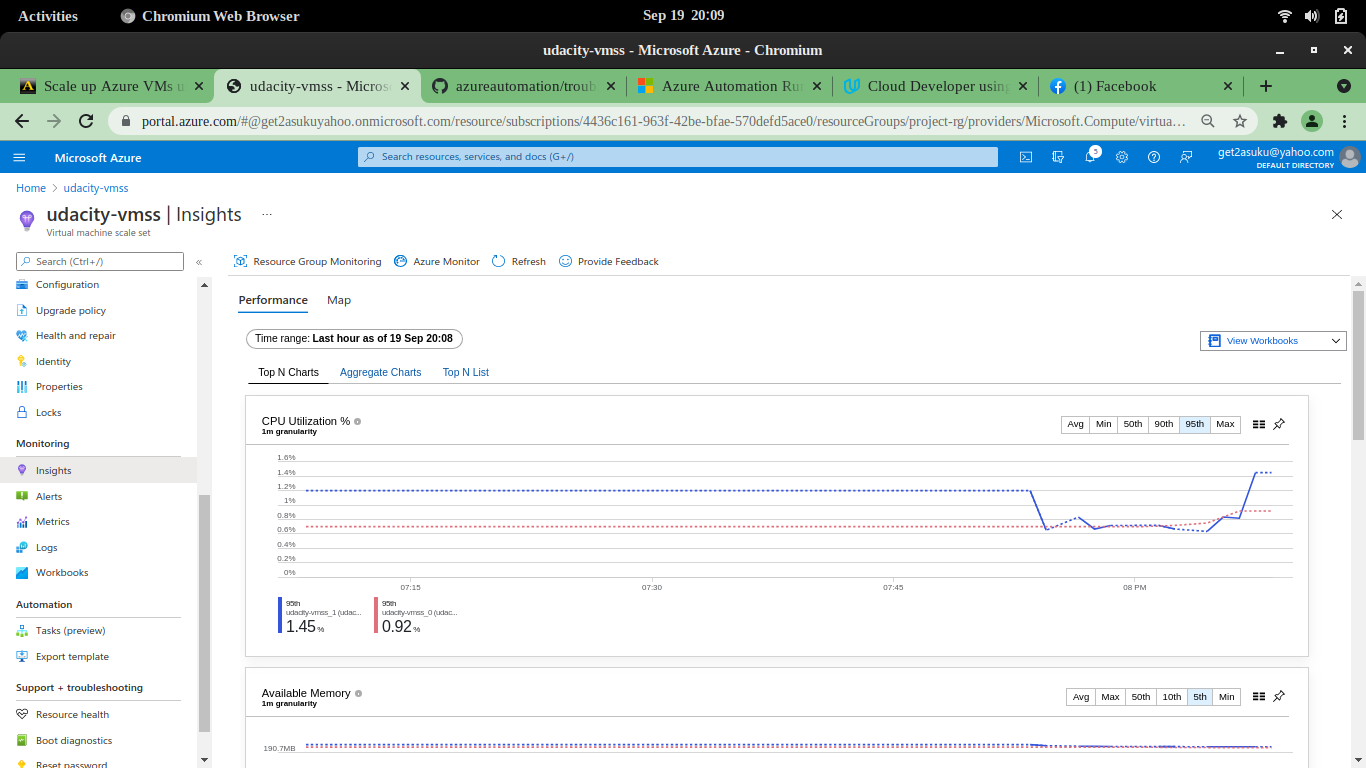 Activities
Chromium Web Browser
Sep 19 20:09
udacity-vmss - Microsoft Azure - Chromium
Scale up Azure VMs u
udacity-vmss - Micros
azureautomation/troub
Azure Automation Run
Cloud Developer using
(1) Facebook
portal.azure.com/#@get2asukuyahoo.onmicrosoft.com/resource/subscriptions/4436c161-963f-42be-bfae-570defd5ace0/resourceGroups/project-rg/providers/Microsoft.Compute/virtua…
Microsoft Azure
Search resources, services, and docs (G+/)
5
get2asuku@yahoo.com
DEFAULT DIRECTORY
Home > udacity-vmss
udacity-vmss | Insights ...
Virtual machine scale set
Search (Ctrl+/)
«
Resource Group Monitoring
Azure Monitor
Refresh
Provide Feedback
Configuration
Upgrade policy
Health and repair
Identity
Properties
Locks
Monitoring
Insights
Alerts
Metrics
Logs
Workbooks
Automation
Tasks (preview)
Export template
Support + troubleshooting
Resource health
Boot diagnostics
Reset password
Performance
Map
Time range: Last hour as of 19 Sep 20:08
View Workbooks
Top N Charts
Aggregate Charts
Top N List
CPU Utilization %
1m granularity
Avg Min 50th 90th 95th Max
1.6%
1.4%
1.2%
1%
0.8%
0.6%
0.4%
0.2%
0%
07:15 07:30 07:45 08 PM
95th
udacity-vmss_1 (udac...
1.45 %
95th
udacity-vmss_0 (udac...
0.92 %
Available Memory
1m granularity
Avg Max 50th 10th 5th Min
190.7MB